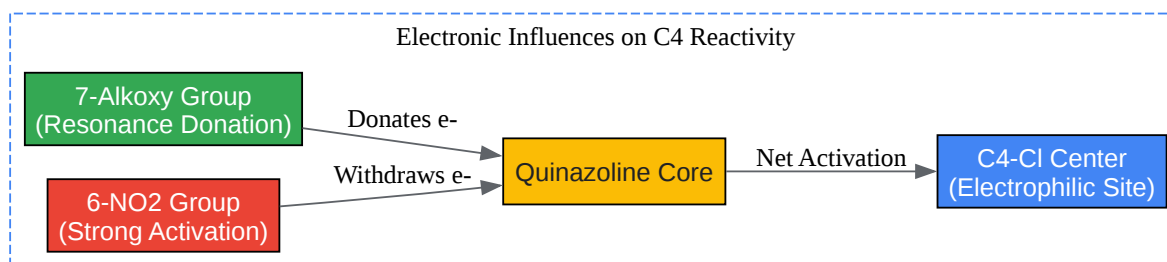 Electronic Influences on C4 Reactivity
7-Alkoxy Group
(Resonance Donation)
Donates e-
6-NO2 Group
(Strong Activation)
Withdraws e-
Quinazoline Core
Net Activation
C4-Cl Center
(Electrophilic Site)